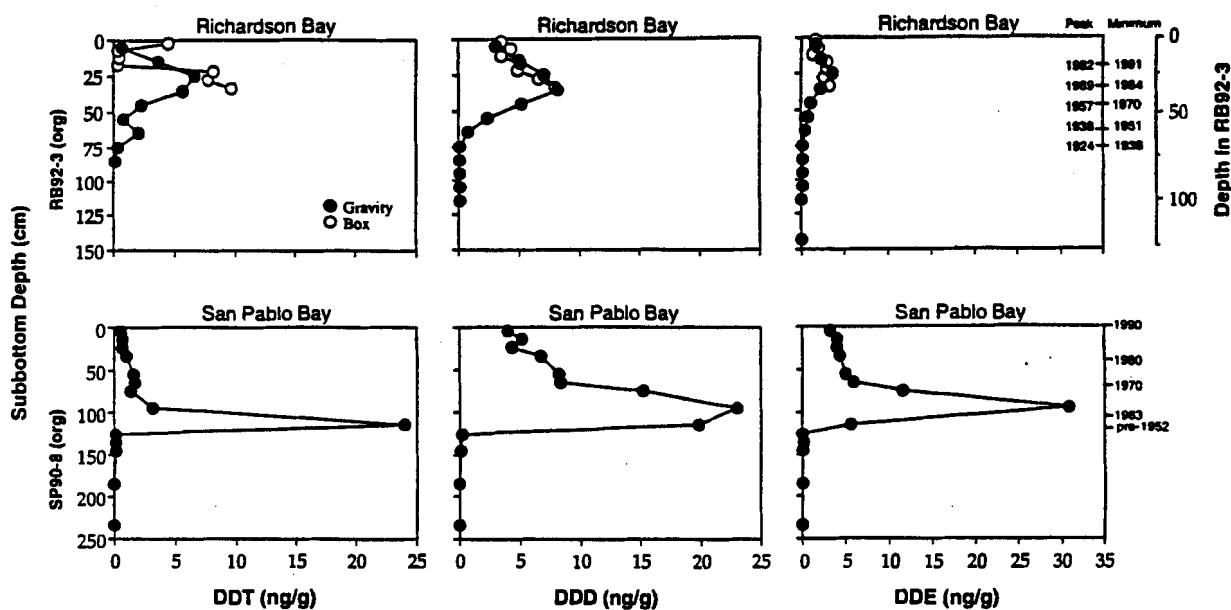 Richardson Bay Richardson Bay Richardson Bay
Peak Minimum
0
25
50
75
100
125
150
RB92-3 (org)
Gravity
Box
1982 1991
1969 1984
1957 1970
1938 1951
1924 1938
0
50
100
Depth in RB92-3
Subbottom Depth (cm)
San Pablo Bay San Pablo Bay San Pablo Bay
0
50
100
150
200
250
SP90-8 (org)
1990
1980
1970
1963
pre-1952
0 5 10 15 20 25 0 5 10 15 20 25 0 5 10 15 20 25 30 35
DDT (ng/g) DDD (ng/g) DDE (ng/g)